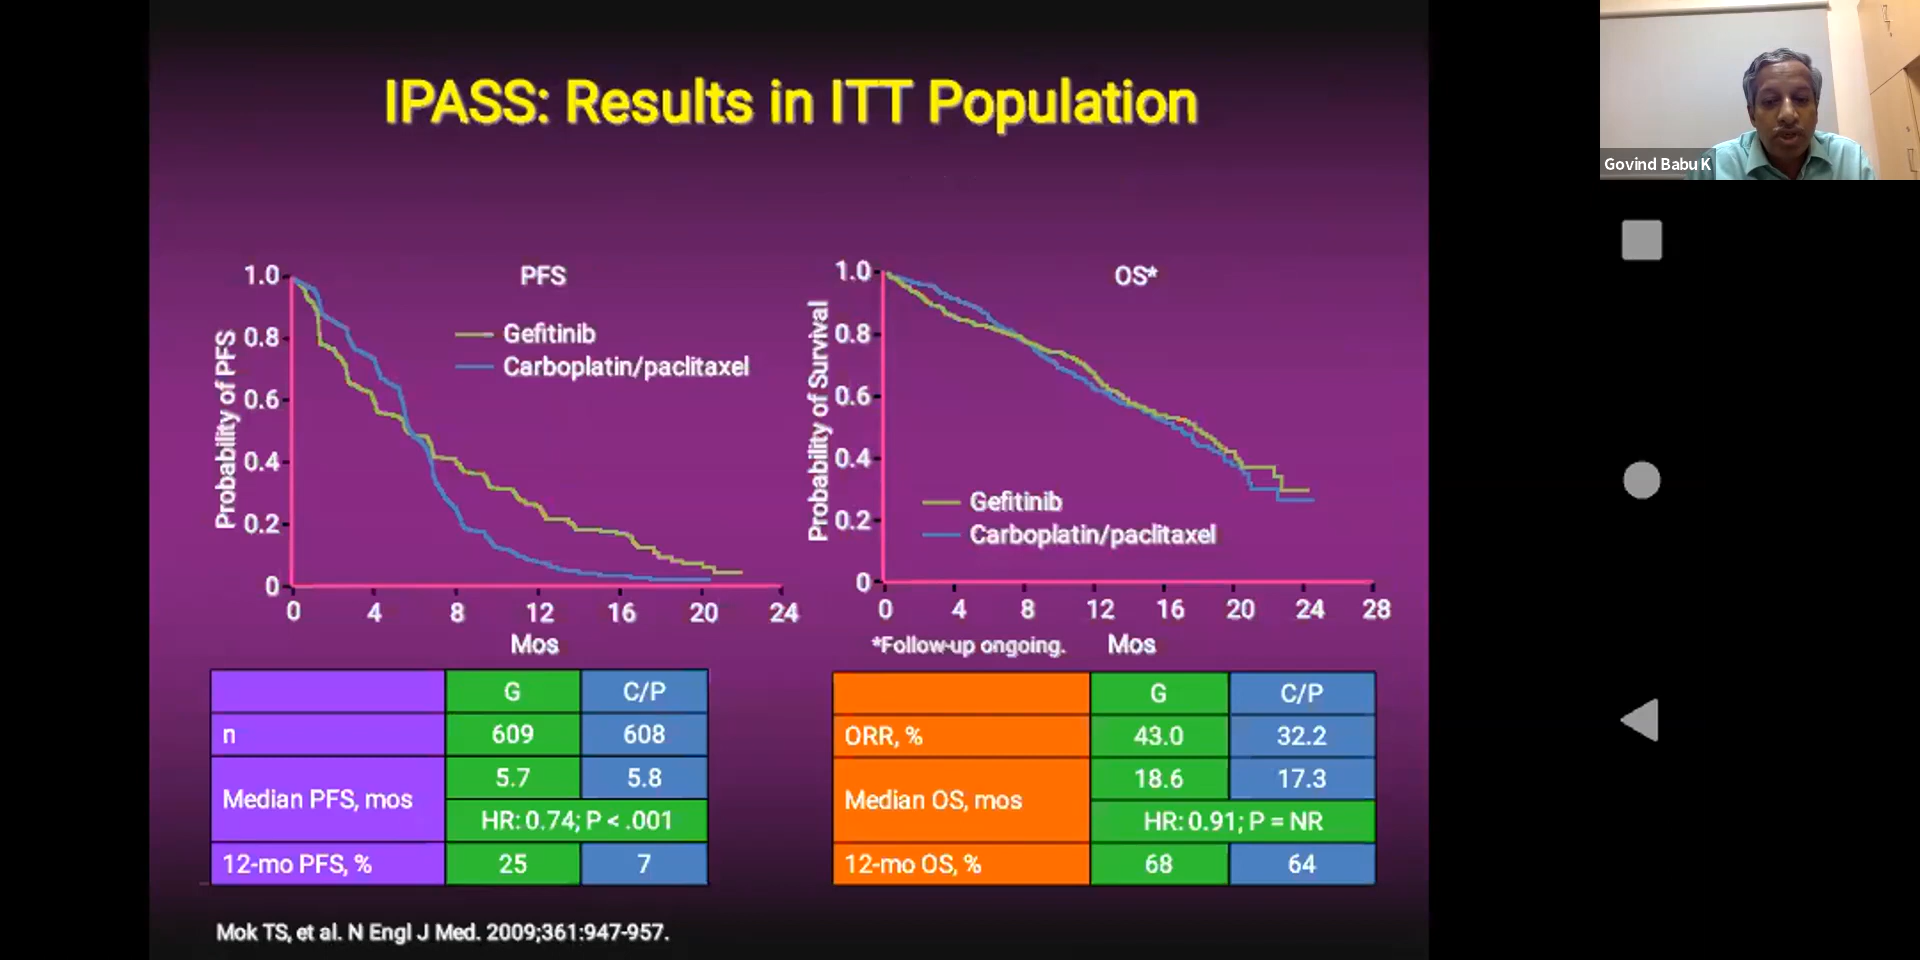 IPASS: Results in ITT Population
Govind Babu K
PFS
Probability of PFS
1.0
0.8
0.6
0.4
0.2
0
Gefitinib
Carboplatin/paclitaxel
0 4 8 12 16 20 24
Mos
OS*
Probability of Survival
1.0
0.8
0.6
0.4
0.2
0
Gefitinib
Carboplatin/paclitaxel
0 4 8 12 16 20 24 28
*Follow-up ongoing. Mos
G C/P
n 609 608
Median PFS, mos 5.7 5.8
HR: 0.74; P < .001
12-mo PFS, % 25 7
G C/P
ORR, % 43.0 32.2
Median OS, mos 18.6 17.3
HR: 0.91; P = NR
12-mo OS, % 68 64
Mok TS, et al. N Engl J Med. 2009;361:947-957.